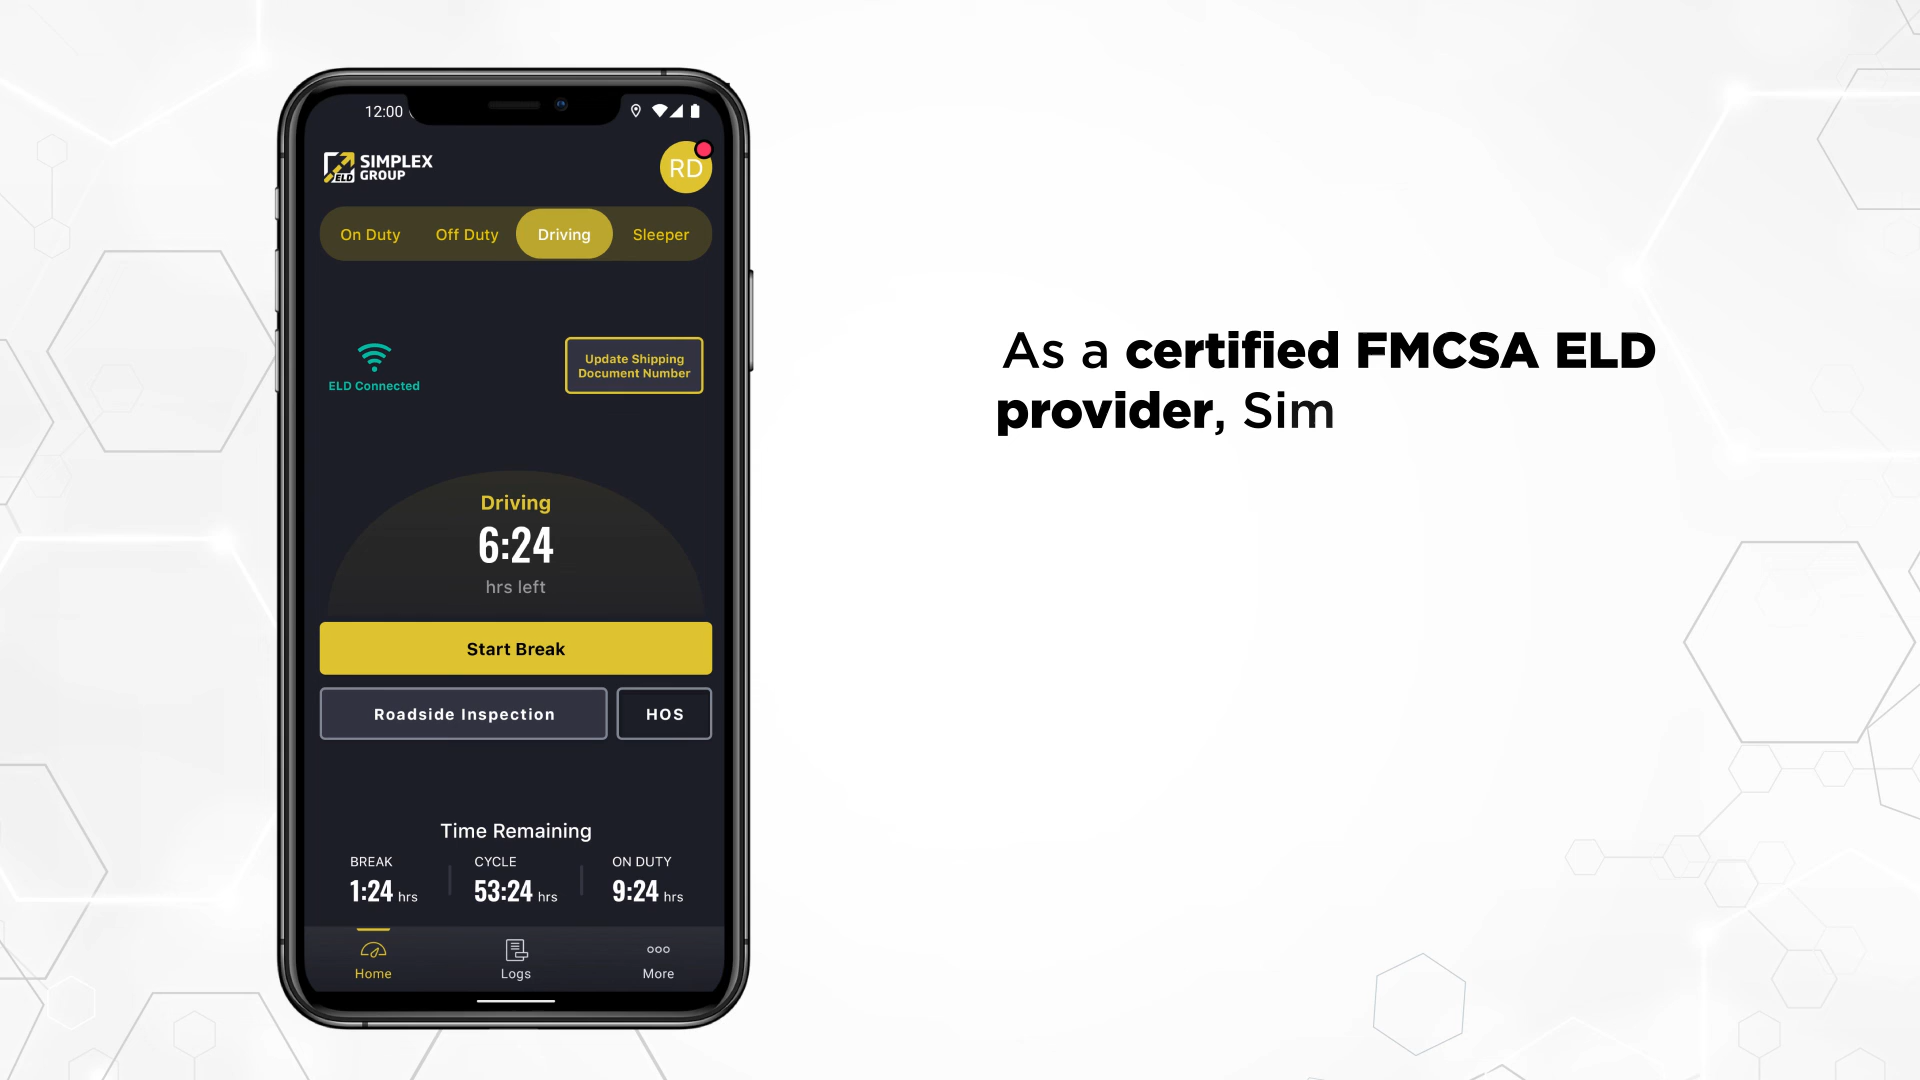 12:00
SIMPLEX
GROUP
ELD
RD
On Duty Off Duty Driving Sleeper
ELD Connected
Update Shipping
Document Number
Driving
6:24
hrs left
Start Break
Roadside Inspection HOS
Time Remaining
BREAK CYCLE ON DUTY
1:24 hrs 53:24 hrs 9:24 hrs
Home Logs More
As a certified FMCSA ELD
provider, Sim